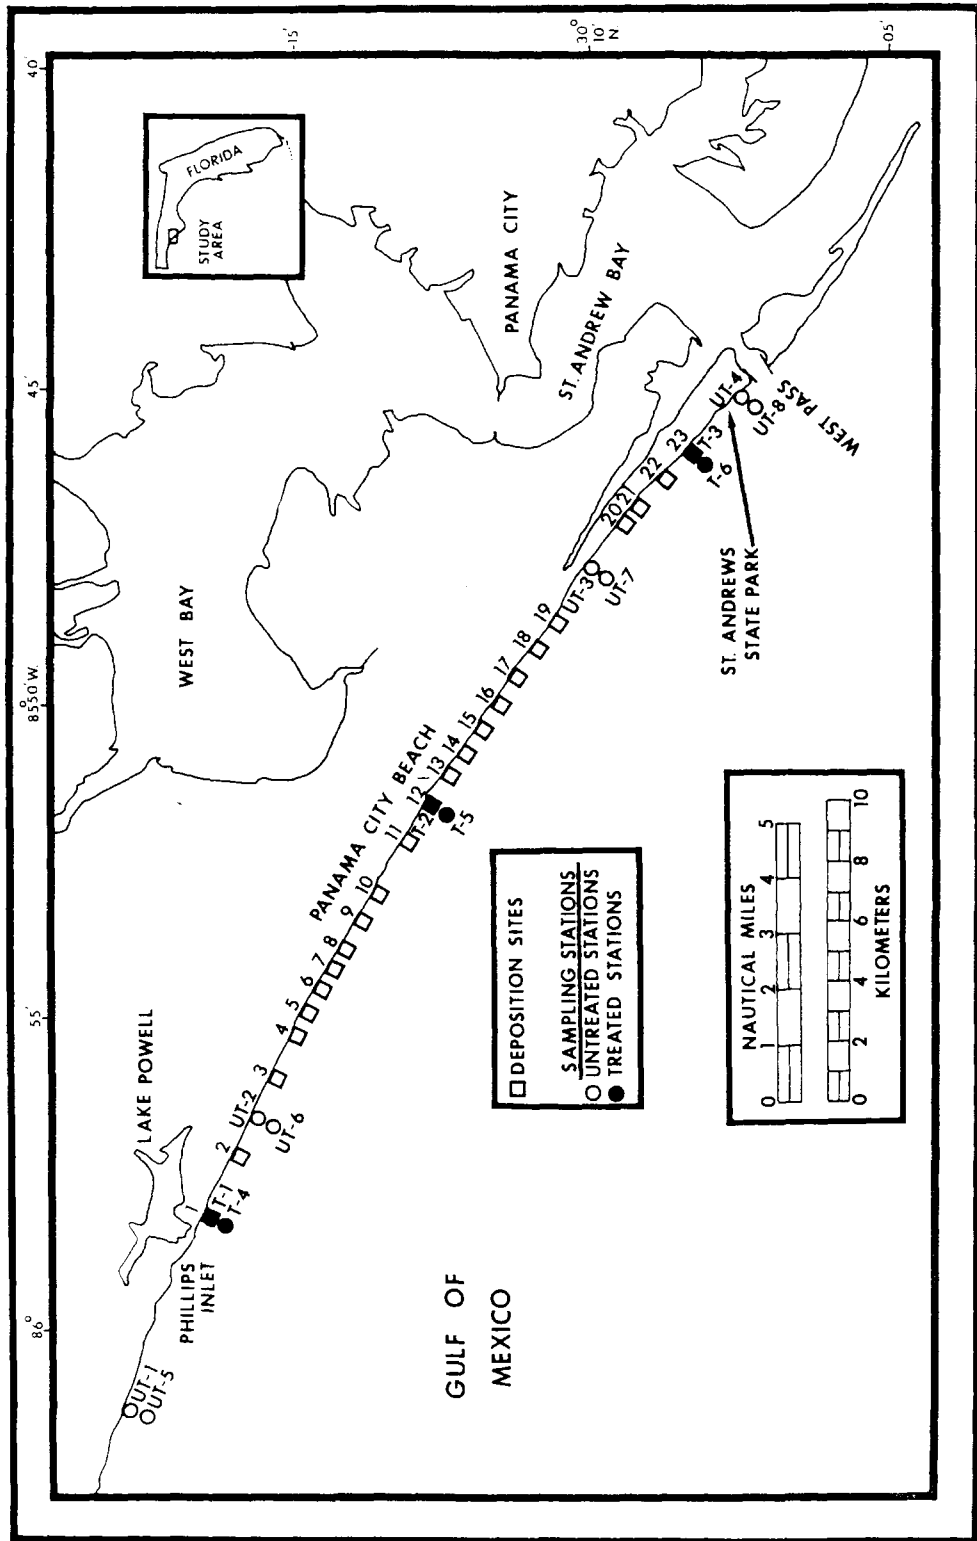 86°
55'
85°50'W.
45'
40'
-15'
30°
10'
N
-05'
LAKE POWELL
WEST BAY
FLORIDA
STUDY
AREA
PHILLIPS
INLET
PANAMA CITY
ST. ANDREW BAY
PANAMA CITY BEACH
OUT-1
OUT-5
1
T-1
T-4
2
UT-2
UT-6
3
4
5
6
7
8
9
10
11
12
T-2
T-5
13
14
15
16
17
18
19
UT-3
UT-7
20
21
22
23
T-3
T-6
UT-4
UT-8
WEST PASS
ST. ANDREWS
STATE PARK
GULF OF
MEXICO
DEPOSITION SITES
SAMPLING STATIONS
UNTREATED STATIONS
TREATED STATIONS
NAUTICAL MILES
0 1 2 3 4 5
0 2 4 6 8 10
KILOMETERS